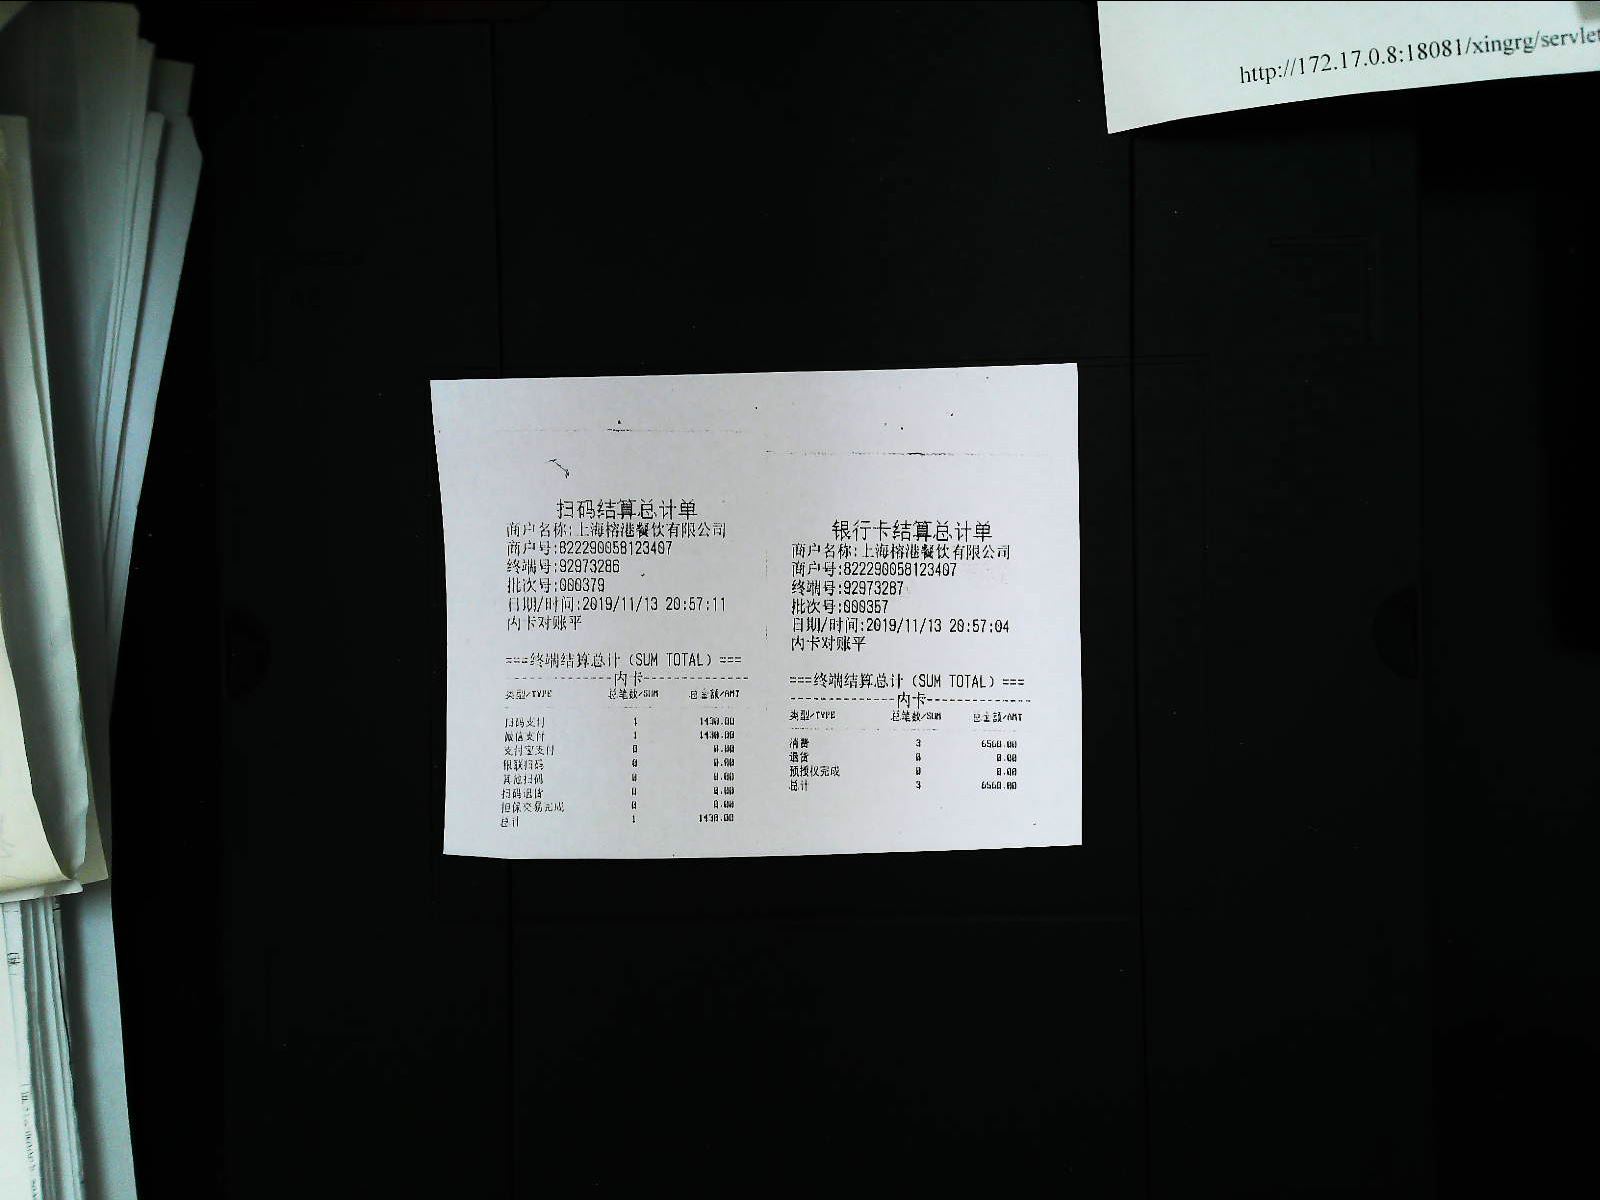 http://172.17.0.8:18081/xingrg/servlet
扫码结算总计单
商户名称:上海榕港餐饮有限公司
商户号:822290058123407
终端号:92973286
批次号:000379
日期/时间:2019/11/13 20:57:11
内卡对账平
===终端结算总计（SUM TOTAL）===
----------------内卡----------------
类型/TYPE 总笔数/SUM 总金额/AMT
扫码支付 1 1430.00
微信支付 1 1430.00
支付宝支付 0 0.00
银联扫码 0 0.00
其他扫码 0 0.00
扫码退货 0 0.00
担保交易完成 0 0.00
总计 1 1430.00
银行卡结算总计单
商户名称:上海榕港餐饮有限公司
商户号:822290058123407
终端号:92973287
批次号:000357
日期/时间:2019/11/13 20:57:04
内卡对账平
===终端结算总计（SUM TOTAL）===
----------------内卡----------------
类型/TYPE 总笔数/SUM 总金额/AMT
消费 3 6560.00
退货 0 0.00
预授权完成 0 0.00
总计 3 6560.00